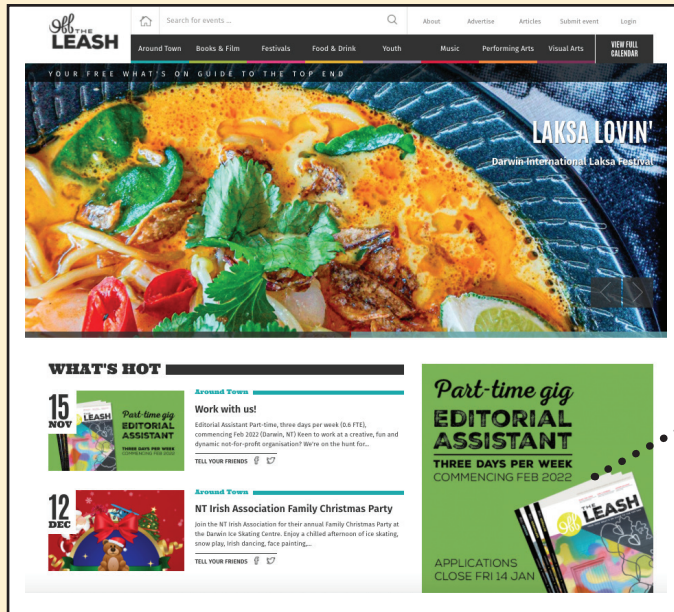 Off THE
LEASH
Search for events ...
About Advertise Articles Submit event Login
Around Town Books & Film Festivals Food & Drink Youth Music Performing Arts Visual Arts
VIEW FULL
CALENDAR
YOUR FREE WHAT'S ON GUIDE TO THE TOP END
LAKSA LOVIN'
Darwin International Laksa Festival
WHAT'S HOT
15
NOV
Off THE
LEASH
Part-time gig
EDITORIAL
ASSISTANT
THREE DAYS PER WEEK
COMMENCING FEB 2022
Around Town
Work with us!
Editorial Assistant Part-time, three days per week (0.6 FTE),
commencing Feb 2022 (Darwin, NT) Keen to work at a creative, fun and
dynamic not-for-profit organisation? We're on the hunt for...
TELL YOUR FRIENDS
12
DEC
Around Town
NT Irish Association Family Christmas Party
Join the NT Irish Association for their annual Family Christmas Party at
the Darwin Ice Skating Centre. Enjoy a chilled afternoon of ice skating,
snow play, Irish dancing, face painting,...
TELL YOUR FRIENDS
Part-time gig
EDITORIAL
ASSISTANT
THREE DAYS PER WEEK
COMMENCING FEB 2022
Off THE
LEASH
APPLICATIONS
CLOSE FRI 14 JAN